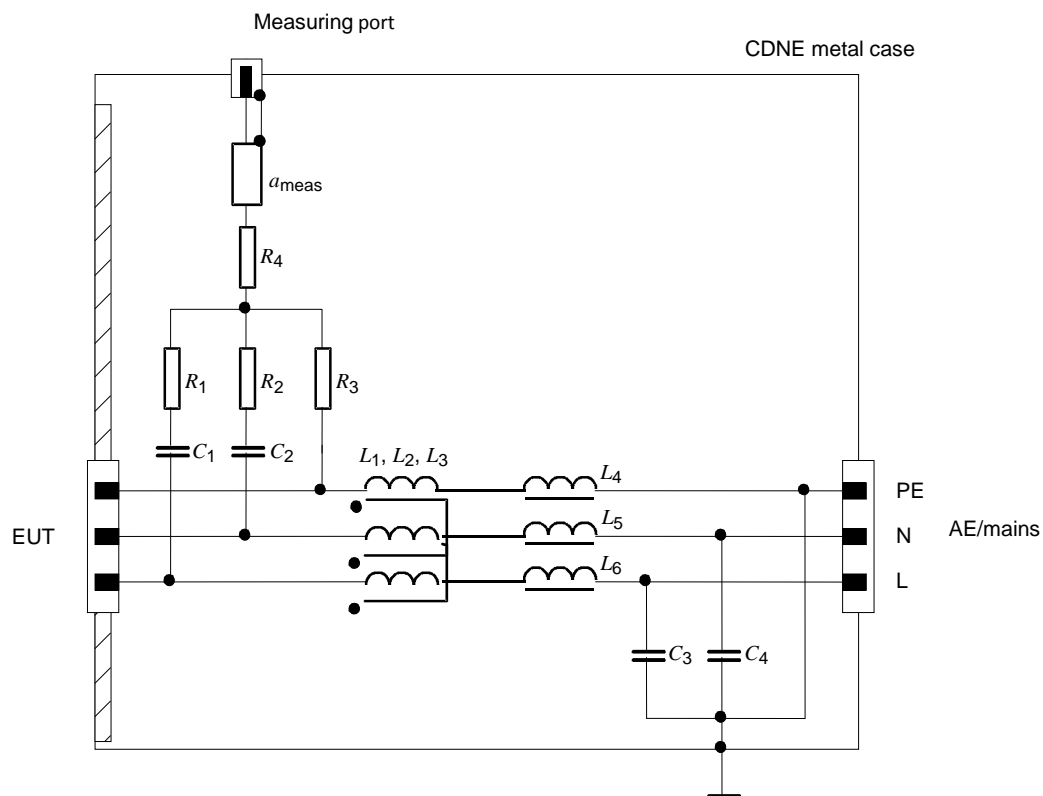 Measuring port
CDNE metal case
ameas
R4
R1
R2
R3
C1
C2
L1, L2, L3
L4
PE
L5
EUT
N
AE/mains
L6
L
C3
C4